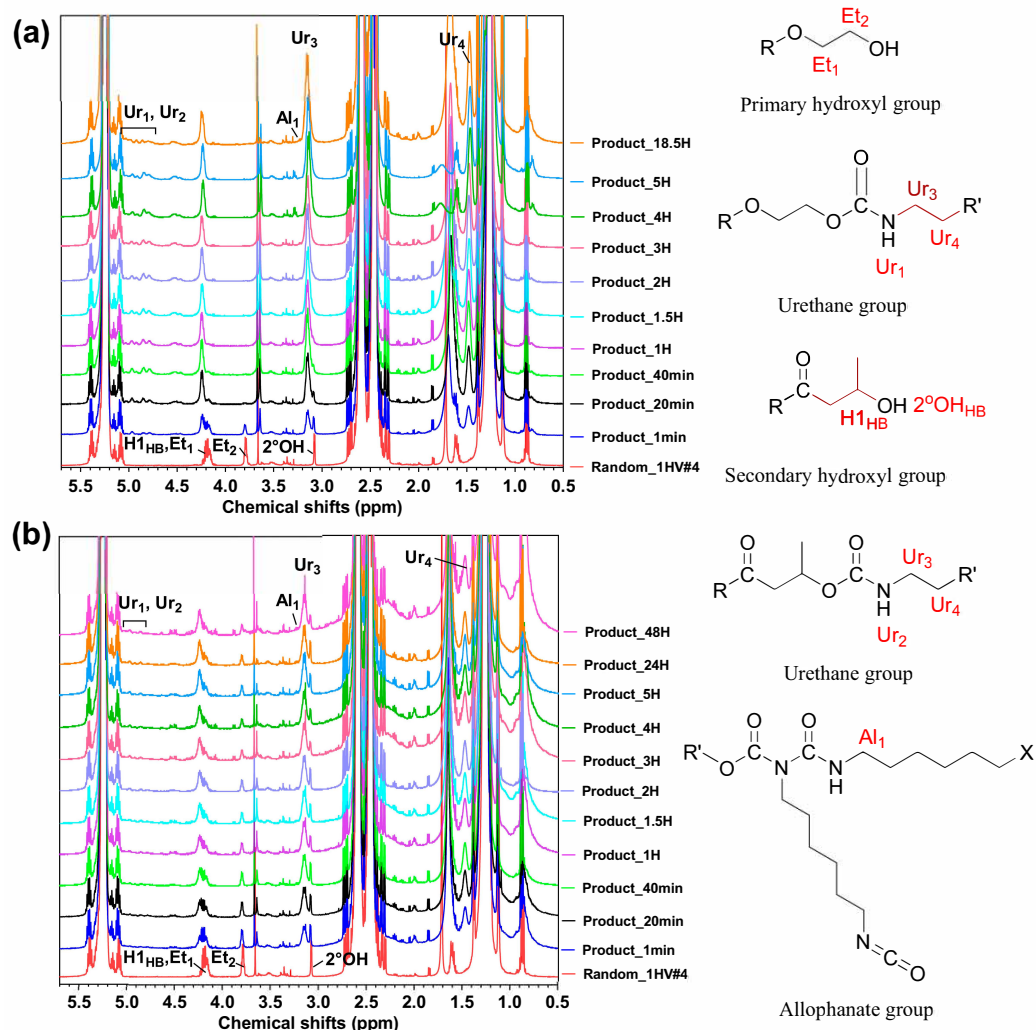 (a)
Ur1, Ur2
Al1
Ur3
Ur4
Product_18.5H
Product_5H
Product_4H
Product_3H
Product_2H
Product_1.5H
Product_1H
Product_40min
Product_20min
Product_1min
Random_1HV#4
H1HB,Et1
Et2
2°OH
5.5 5.0 4.5 4.0 3.5 3.0 2.5 2.0 1.5 1.0 0.5
Chemical shifts (ppm)
Et2
R O OH
Et1
Primary hydroxyl group
O
Ur3
R O O N H R'
Ur4
Ur1
Urethane group
O
R OH 2°OHHB
H1HB
Secondary hydroxyl group
(b)
Ur1, Ur2
Al1
Ur3
Ur4
Product_48H
Product_24H
Product_5H
Product_4H
Product_3H
Product_2H
Product_1.5H
Product_1H
Product_40min
Product_20min
Product_1min
Random_1HV#4
H1HB,Et1
Et2
2°OH
5.5 5.0 4.5 4.0 3.5 3.0 2.5 2.0 1.5 1.0 0.5
Chemical shifts (ppm)
O O
Ur3
R O N H R'
Ur4
Ur2
Urethane group
O O
Al1
R' O N NH X
N
C
O
Allophanate group